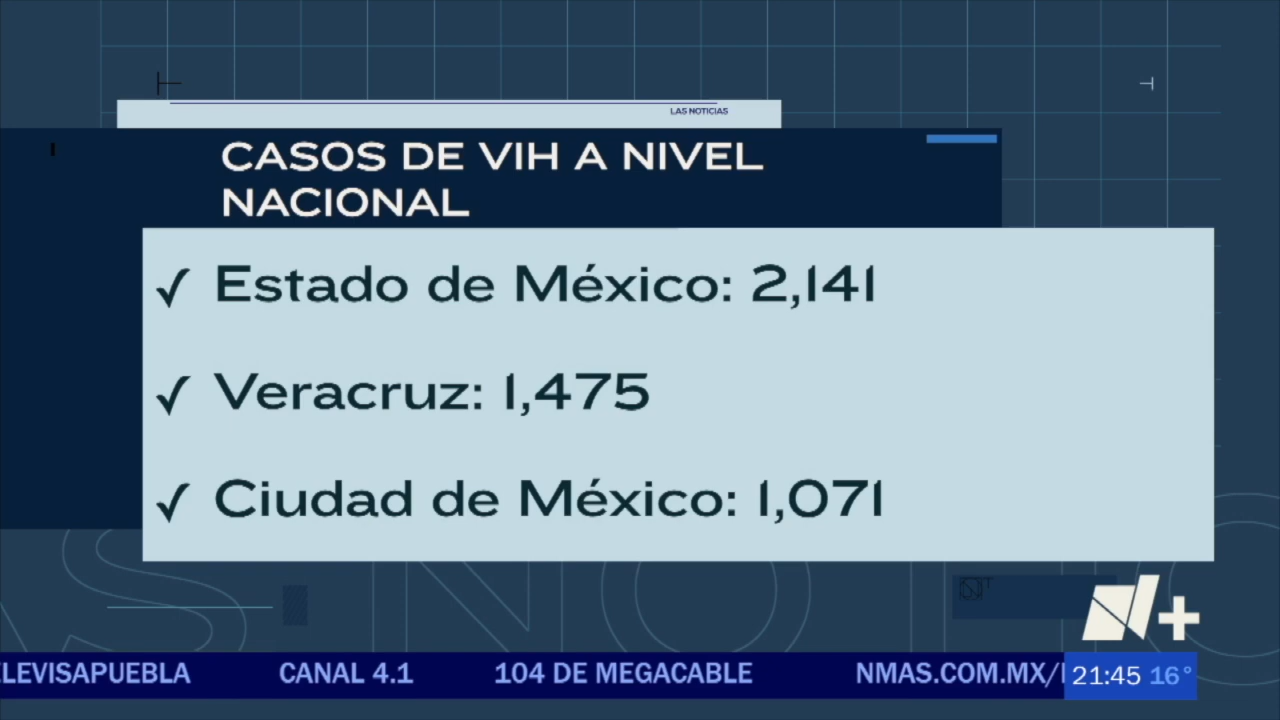 LAS NOTICIAS
CASOS DE VIH A NIVEL
NACIONAL
✓ Estado de México: 2,141
✓ Veracruz: 1,475
✓ Ciudad de México: 1,071
N+
ELEVISAPUEBLA CANAL 4.1 104 DE MEGACABLE NMAS.COM.MX/
21:45 16°